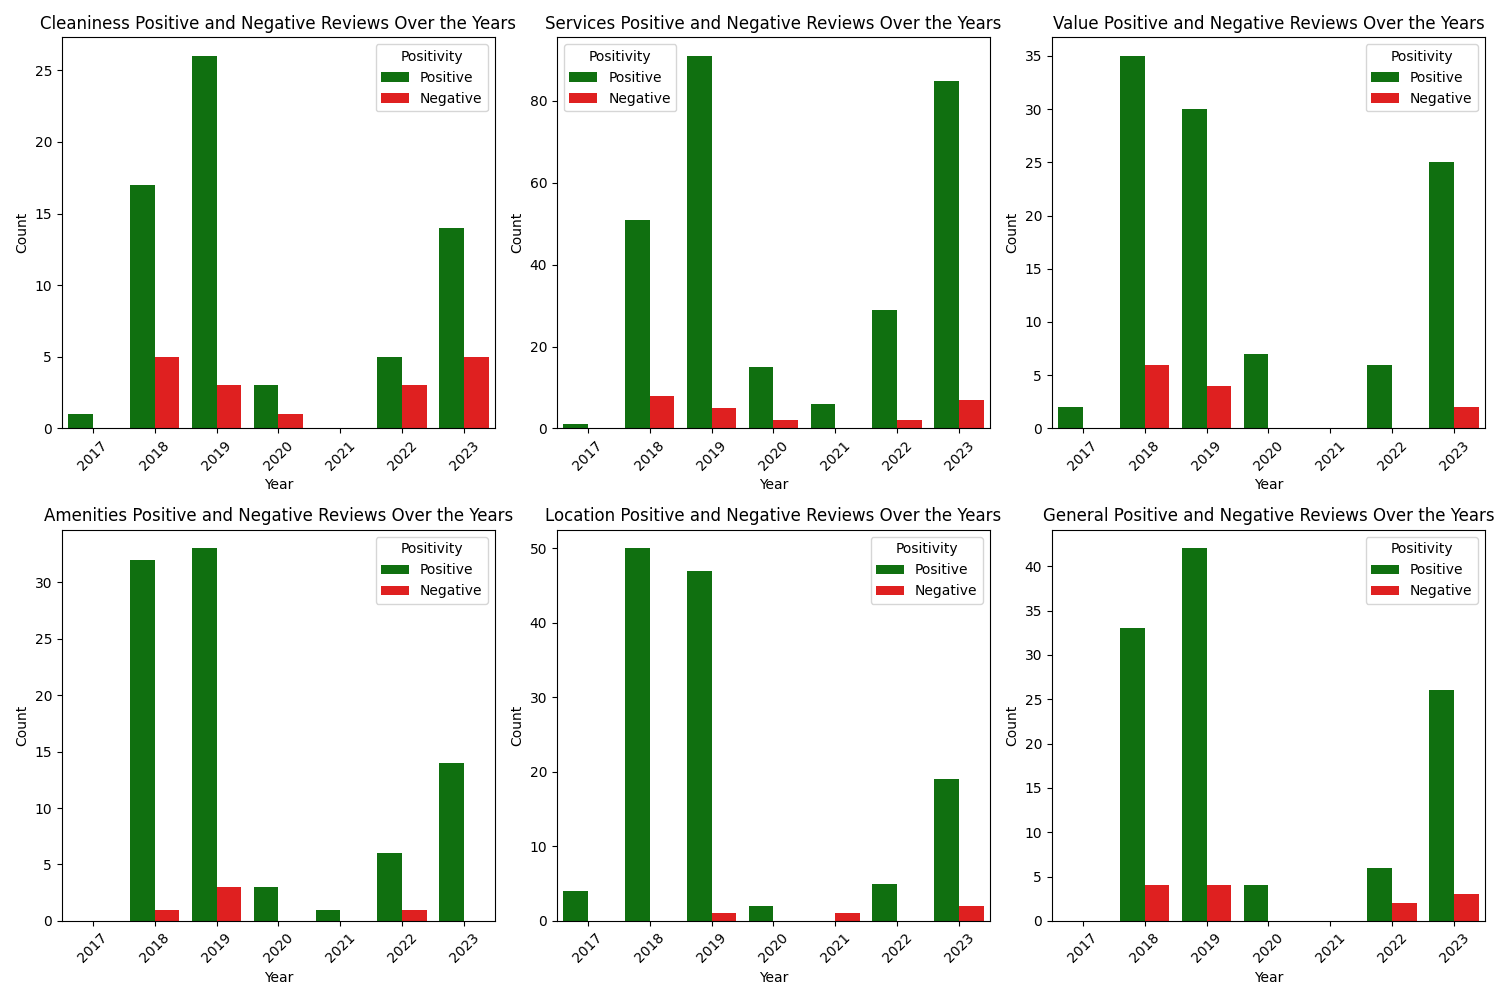 Cleaniness Positive and Negative Reviews Over the Years
Positivity
Positive
Negative
Count
25
20
15
10
5
0
2017
2018
2019
2020
2021
2022
2023
Year
Services Positive and Negative Reviews Over the Years
Positivity
Positive
Negative
Count
80
60
40
20
0
2017
2018
2019
2020
2021
2022
2023
Year
Value Positive and Negative Reviews Over the Years
Positivity
Positive
Negative
Count
35
30
25
20
15
10
5
0
2017
2018
2019
2020
2021
2022
2023
Year
Amenities Positive and Negative Reviews Over the Years
Positivity
Positive
Negative
Count
30
25
20
15
10
5
0
2017
2018
2019
2020
2021
2022
2023
Year
Location Positive and Negative Reviews Over the Years
Positivity
Positive
Negative
Count
50
40
30
20
10
0
2017
2018
2019
2020
2021
2022
2023
Year
General Positive and Negative Reviews Over the Years
Positivity
Positive
Negative
Count
40
35
30
25
20
15
10
5
0
2017
2018
2019
2020
2021
2022
2023
Year